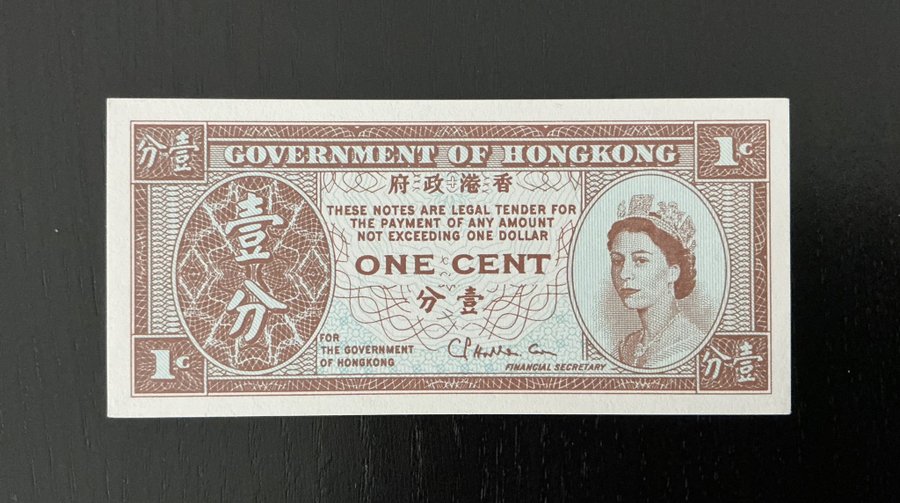 分壹
GOVERNMENT OF HONGKONG
1C
府政港香
THESE NOTES ARE LEGAL TENDER FOR
THE PAYMENT OF ANY AMOUNT
NOT EXCEEDING ONE DOLLAR
ONE CENT
分壹
壹
分
FOR
THE GOVERNMENT
OF HONGKONG
FINANCIAL SECRETARY
1C
分壹